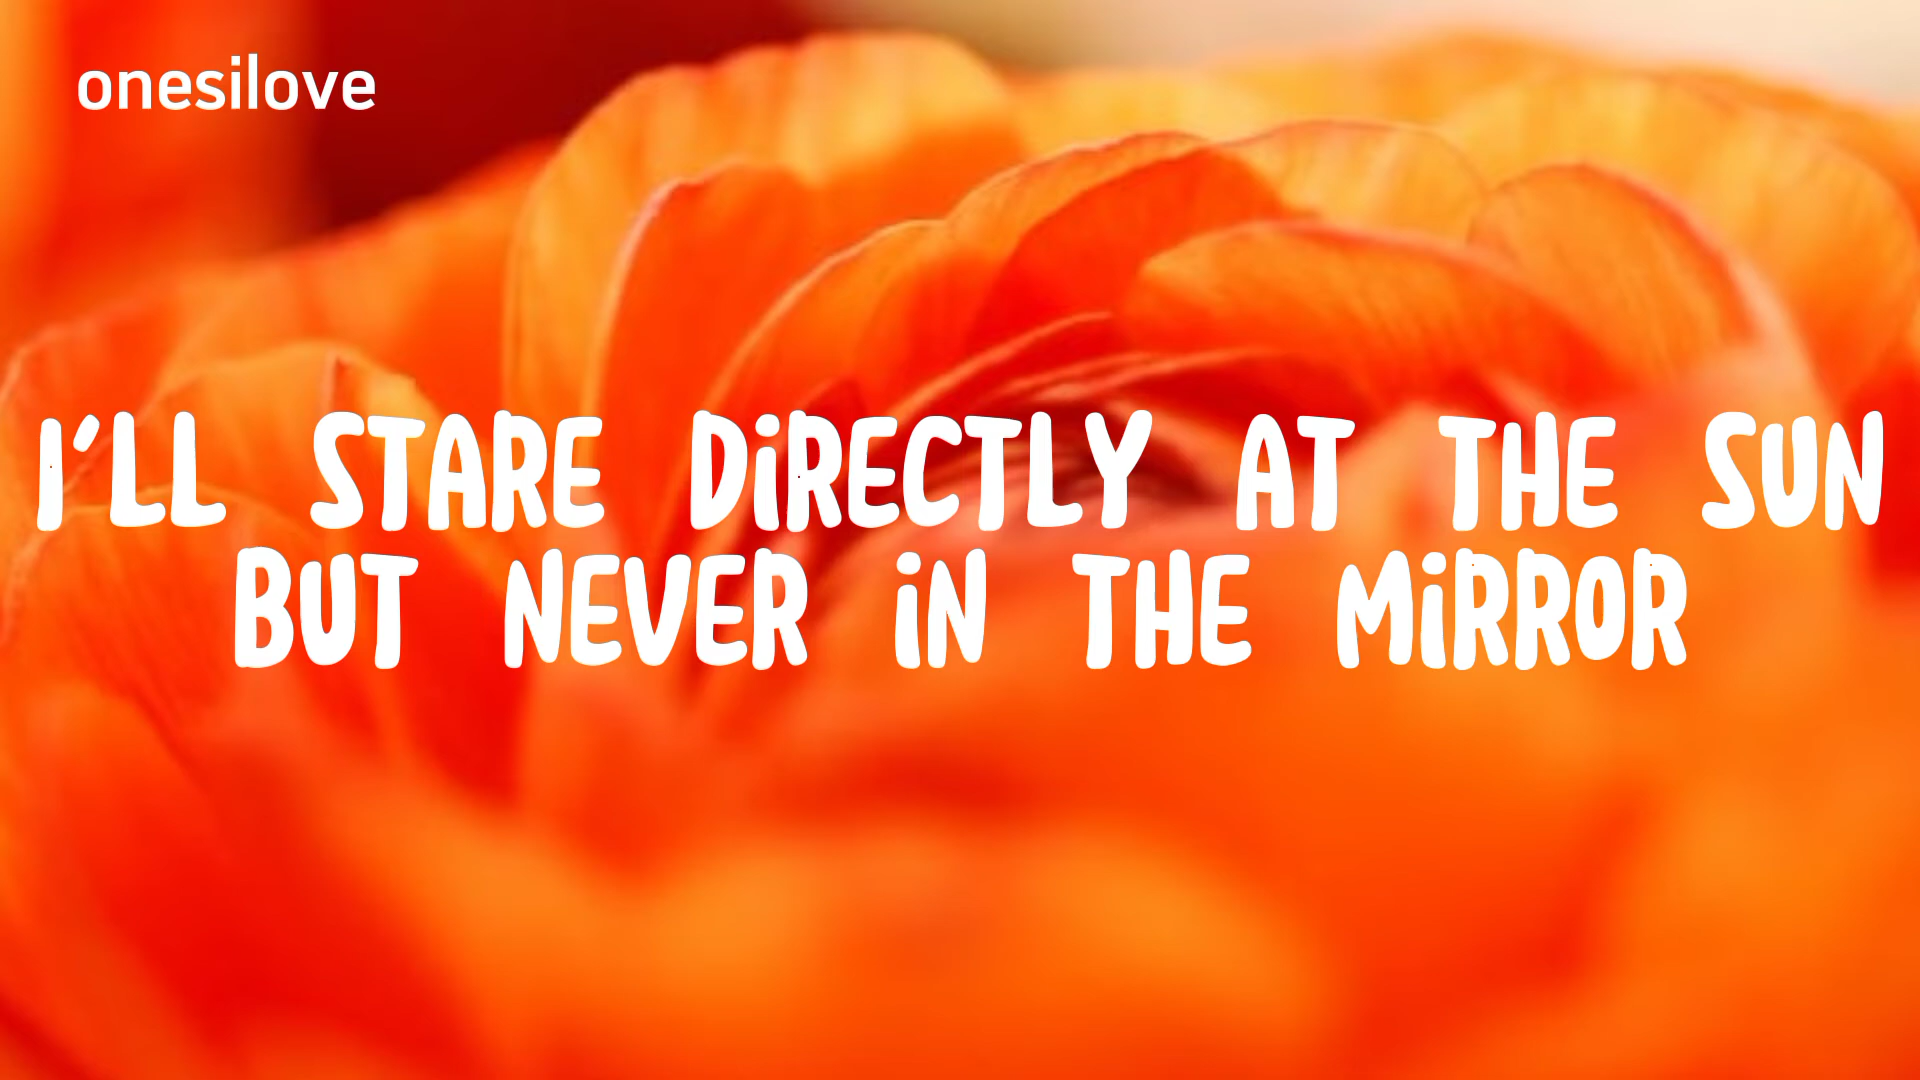 onesilove
I'LL STARE DiRECTLY AT THE SUN
BUT NEVER iN THE MiRROR